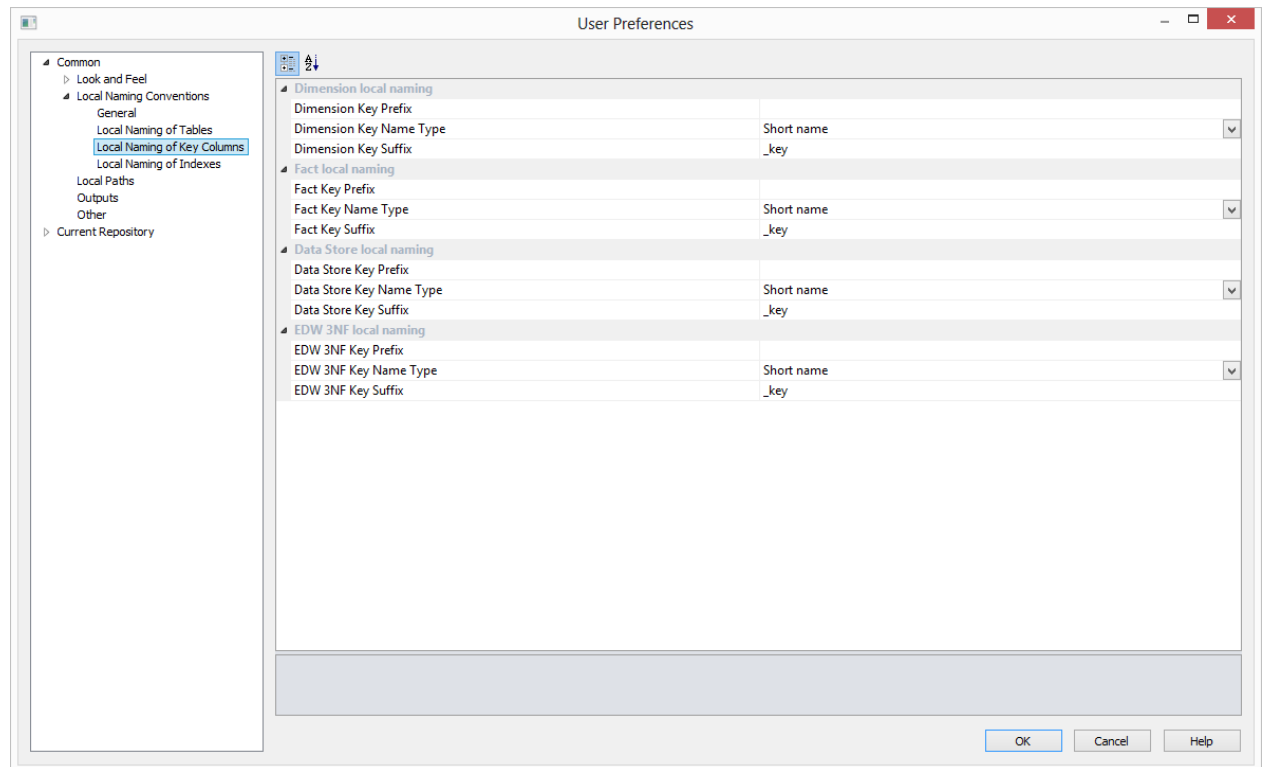 User Preferences
Common
Look and Feel
Local Naming Conventions
General
Local Naming of Tables
Local Naming of Key Columns
Local Naming of Indexes
Local Paths
Outputs
Other
Current Repository
Dimension local naming
Dimension Key Prefix
Dimension Key Name Type Short name
Dimension Key Suffix _key
Fact local naming
Fact Key Prefix
Fact Key Name Type Short name
Fact Key Suffix _key
Data Store local naming
Data Store Key Prefix
Data Store Key Name Type Short name
Data Store Key Suffix _key
EDW 3NF local naming
EDW 3NF Key Prefix
EDW 3NF Key Name Type Short name
EDW 3NF Key Suffix _key
OK Cancel Help